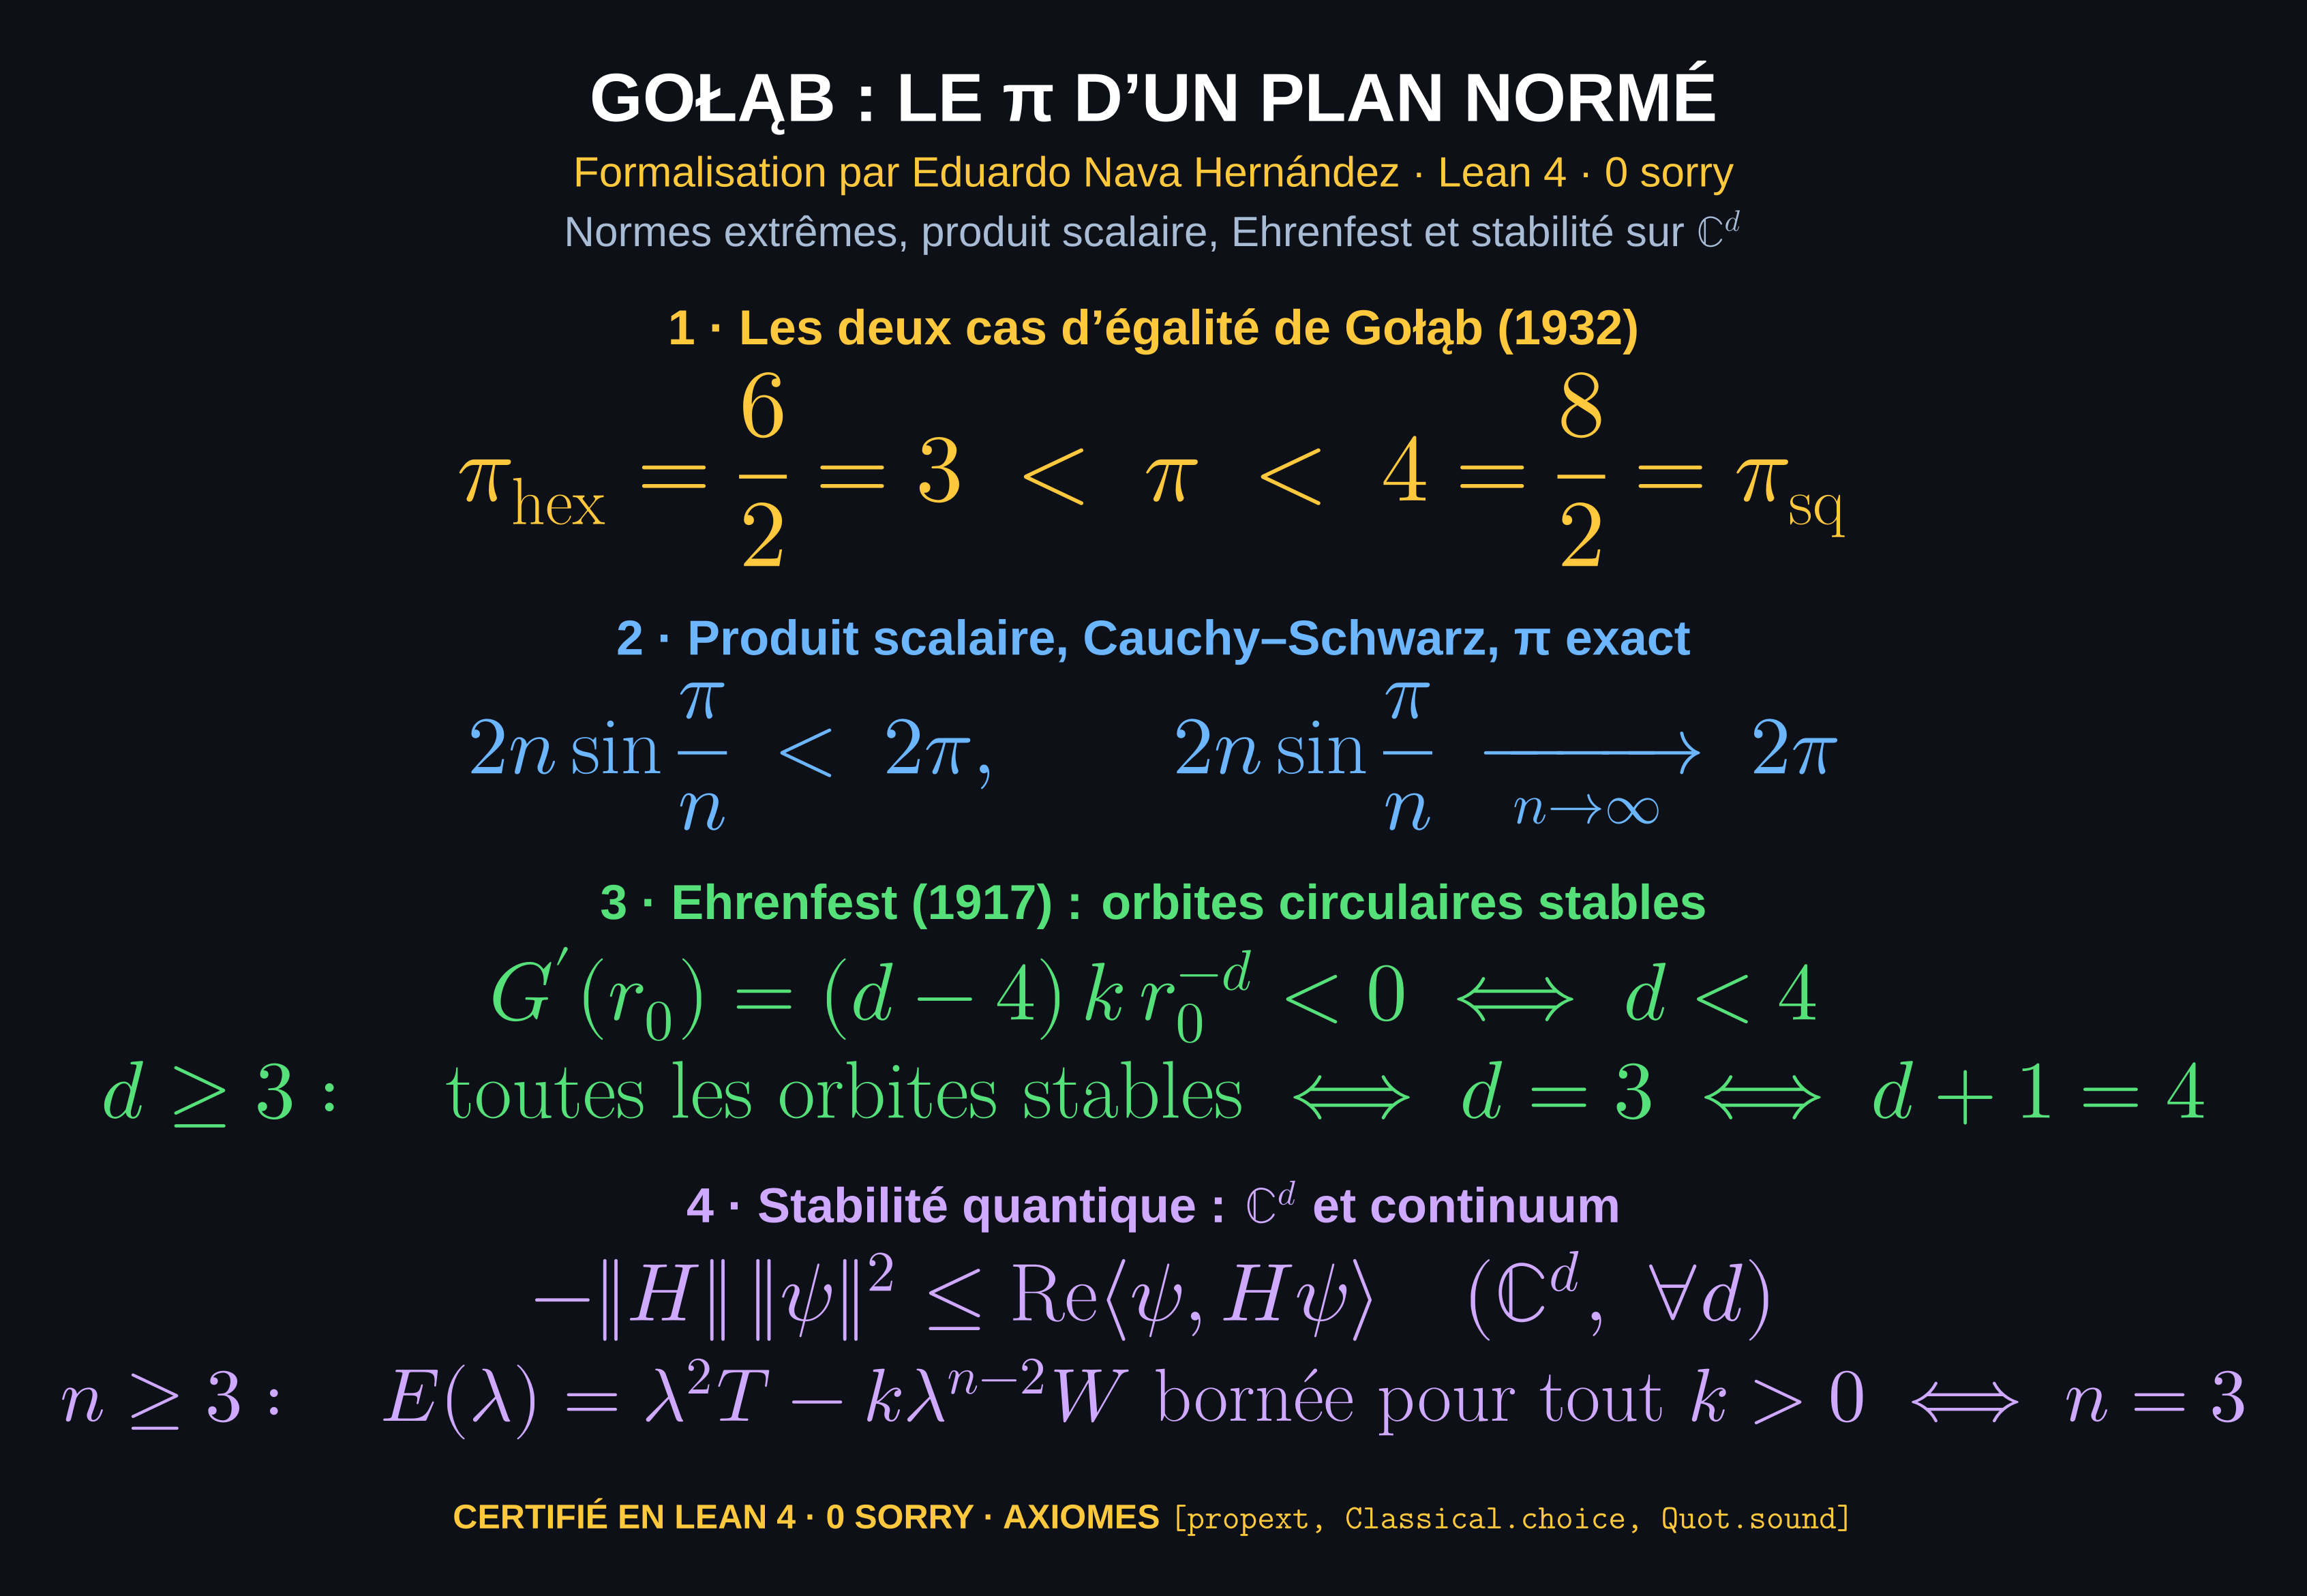 GOŁĄB : LE π D’UN PLAN NORMÉ
Formalisation par Eduardo Nava Hernández · Lean 4 · 0 sorry
Normes extrêmes, produit scalaire, Ehrenfest et stabilité sur ℂ^d
1 · Les deux cas d’égalité de Gołąb (1932)
π_hex = 6/2 = 3 < π < 4 = 8/2 = π_sq
2 · Produit scalaire, Cauchy–Schwarz, π exact
2n sin π/n < 2π, 2n sin π/n ⟶_{n→∞} 2π
3 · Ehrenfest (1917) : orbites circulaires stables
G′(r_0) = (d − 4) k r_0^{−d} < 0 ⟺ d < 4
d ≥ 3 : toutes les orbites stables ⟺ d = 3 ⟺ d + 1 = 4
4 · Stabilité quantique : ℂ^d et continuum
−‖H‖ ‖ψ‖² ≤ Re⟨ψ, Hψ⟩ (ℂ^d, ∀d)
n ≥ 3 : E(λ) = λ²T − kλ^{n−2}W bornée pour tout k > 0 ⟺ n = 3
CERTIFIÉ EN LEAN 4 · 0 SORRY · AXIOMES [propext, Classical.choice, Quot.sound]